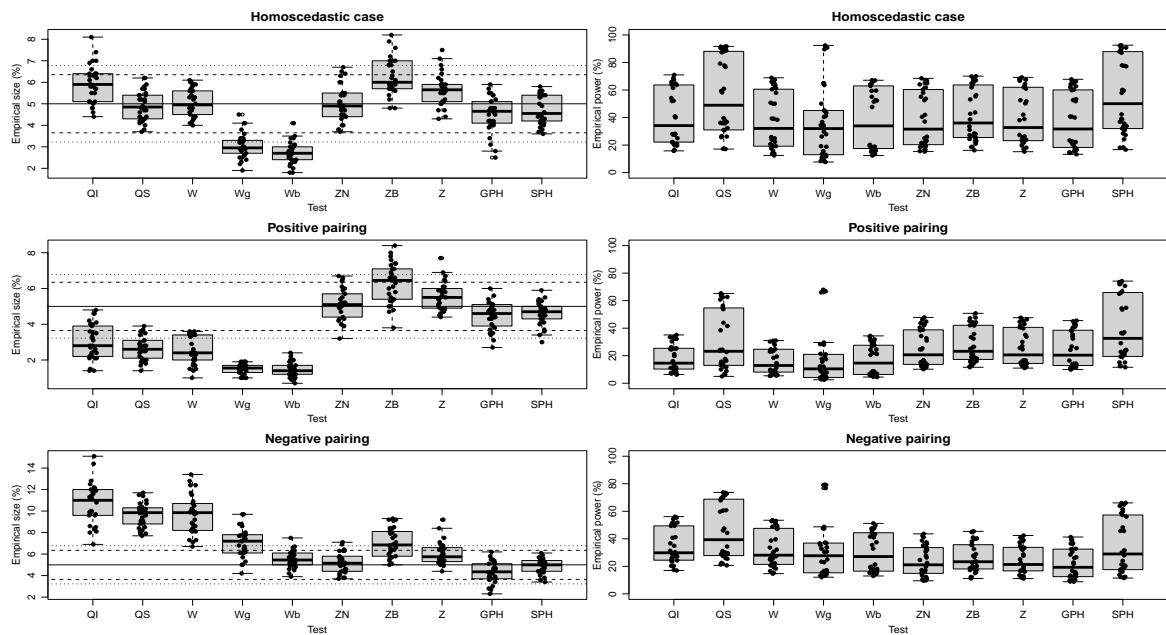 Homoscedastic case
Empirical size (%)
8
7
6
5
4
3
2
QI QS W Wg Wb ZN ZB Z GPH SPH
Test
Homoscedastic case
Empirical power (%)
100
80
60
40
20
0
QI QS W Wg Wb ZN ZB Z GPH SPH
Test
Positive pairing
Empirical size (%)
8
6
4
2
QI QS W Wg Wb ZN ZB Z GPH SPH
Test
Positive pairing
Empirical power (%)
100
80
60
40
20
0
QI QS W Wg Wb ZN ZB Z GPH SPH
Test
Negative pairing
Empirical size (%)
14
12
10
8
6
4
2
QI QS W Wg Wb ZN ZB Z GPH SPH
Test
Negative pairing
Empirical power (%)
100
80
60
40
20
0
QI QS W Wg Wb ZN ZB Z GPH SPH
Test